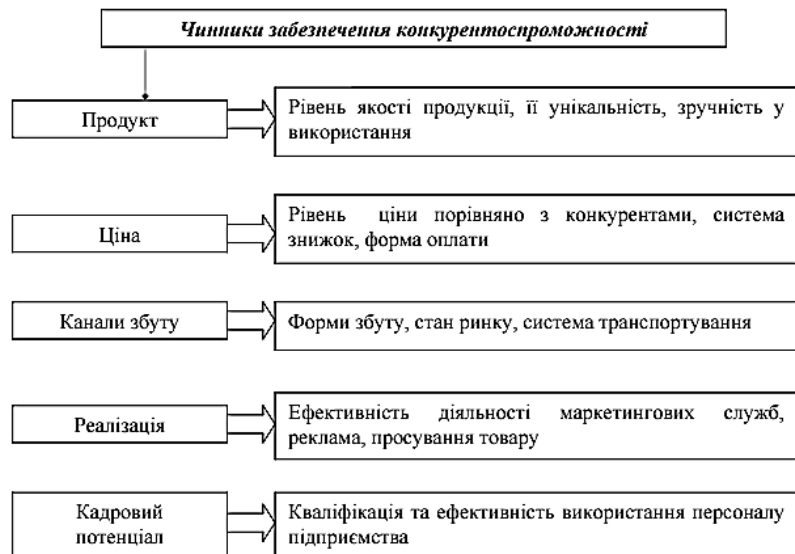 Чинники забезпечення конкурентоспроможності
Продукт
Рівень якості продукції, її унікальність, зручність у
використання
Ціна
Рівень ціни порівняно з конкурентами, система
знижок, форма оплати
Канали збуту
Форми збуту, стан ринку, система транспортування
Реалізація
Ефективність діяльності маркетингових служб,
реклама, просування товару
Кадровий
потенціал
Кваліфікація та ефективність використання персоналу
підприємства